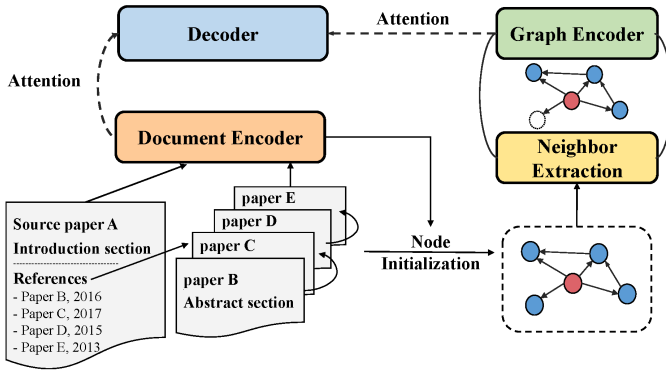 Attention
Decoder
Graph Encoder
Attention
Document Encoder
Neighbor
Extraction
paper E
Source paper A
paper D
Introduction section
paper C
Node
Initialization
References
- Paper B, 2016
- Paper C, 2017
- Paper D, 2015
- Paper E, 2013
paper B
Abstract section